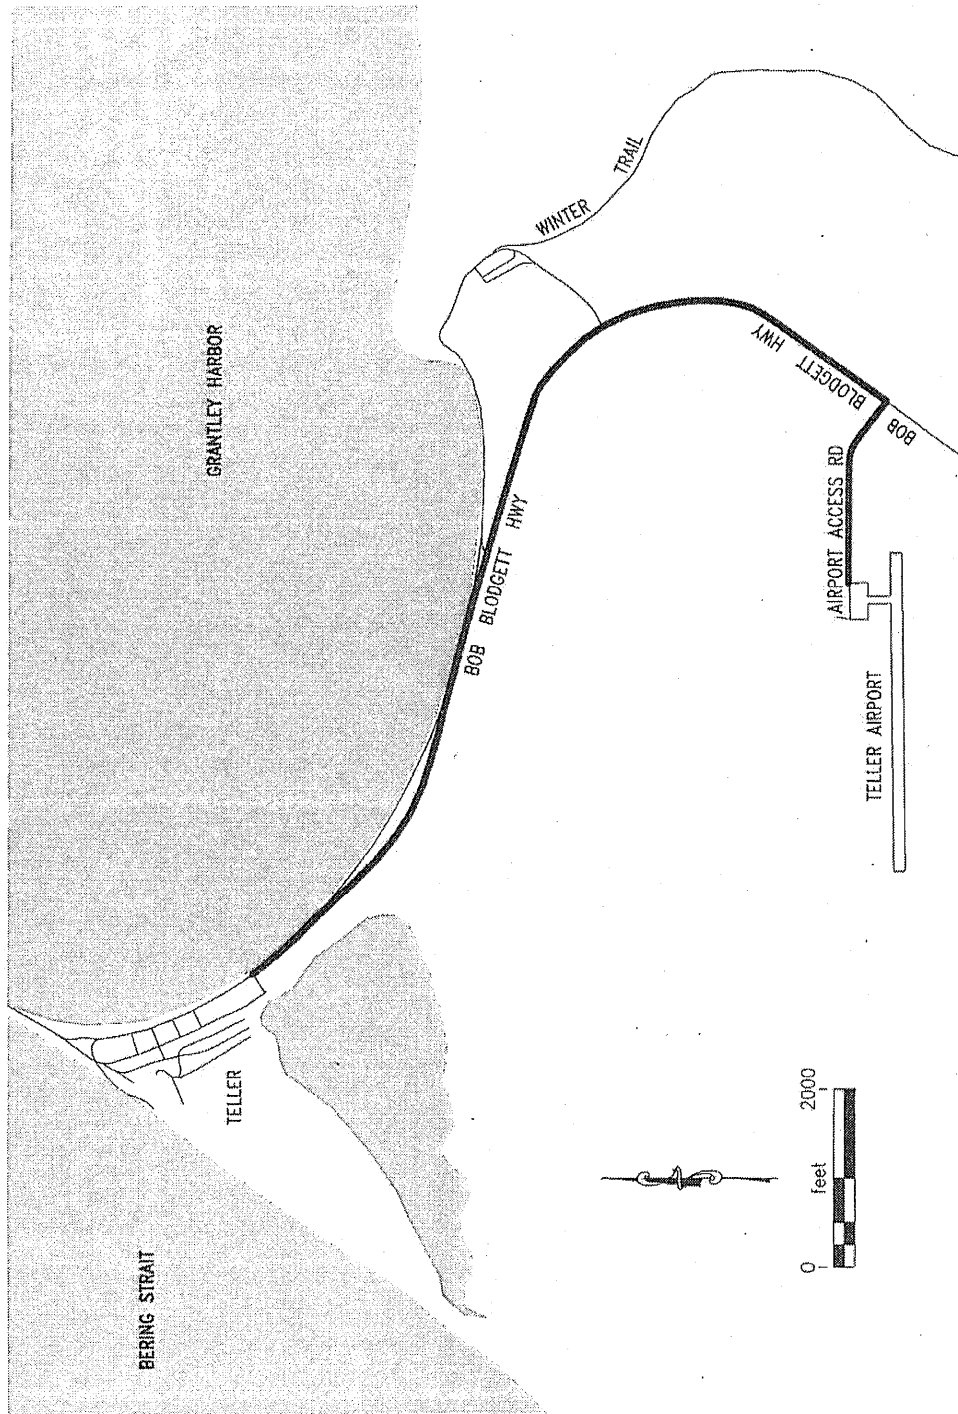 GRANTLEY HARBOR
WINTER TRAIL
BOB BLODGETT HWY
BOB BLODGETT HWY
AIRPORT ACCESS RD
TELLER AIRPORT
TELLER
BERING STRAIT
0 feet 2000